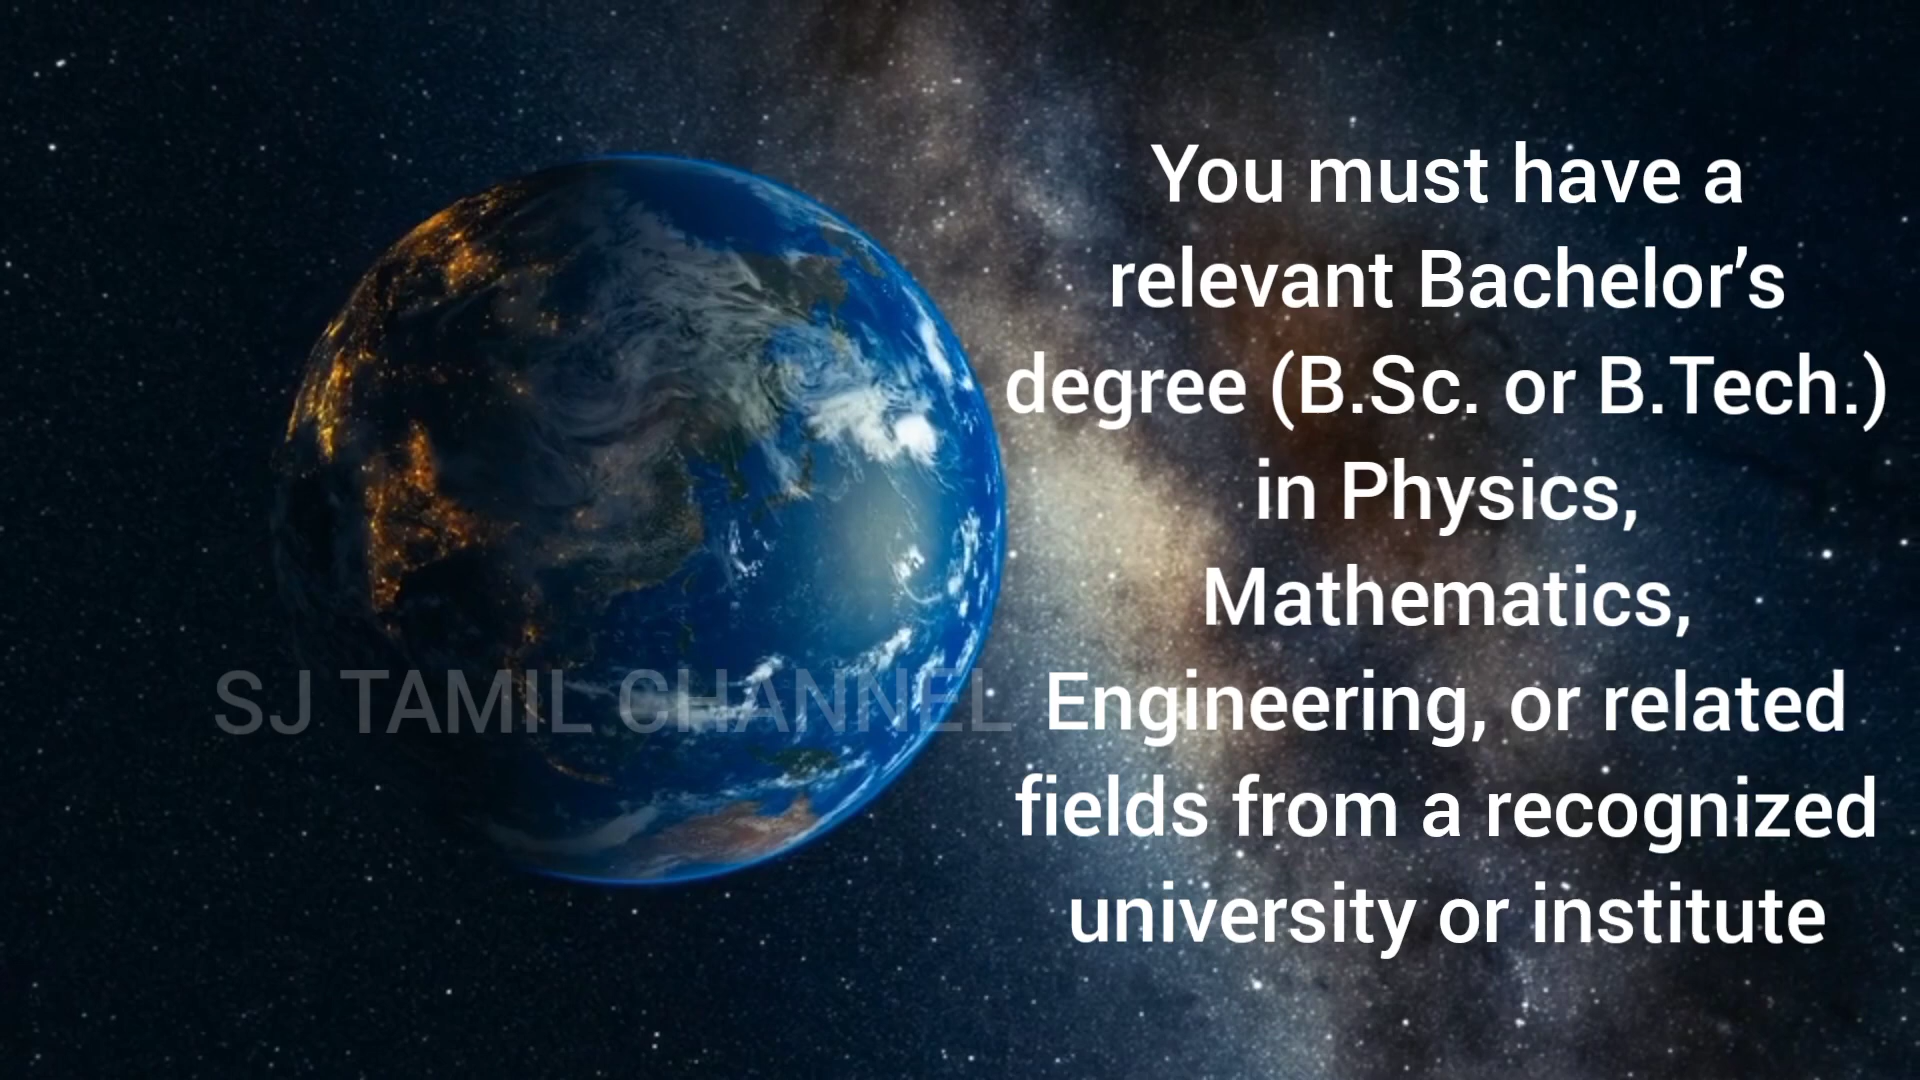 You must have a
relevant Bachelor’s
degree (B.Sc. or B.Tech.)
in Physics,
Mathematics,
Engineering, or related
fields from a recognized
university or institute
SJ TAMIL CHANNEL